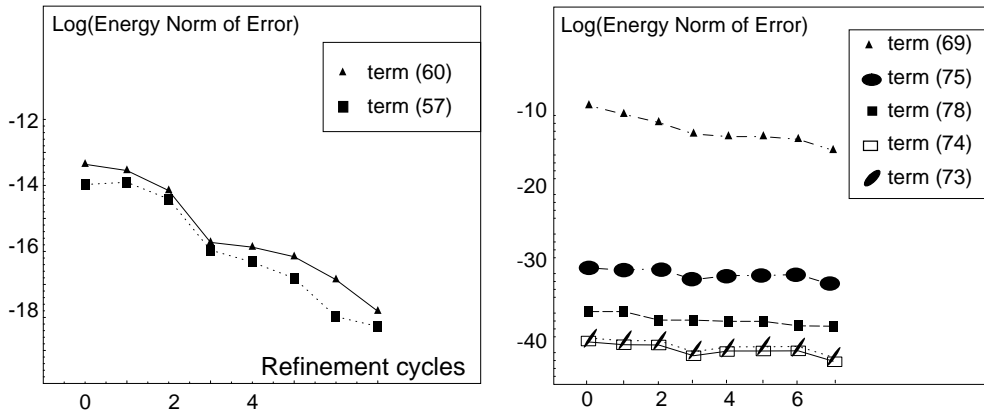 Log(Energy Norm of Error)
term (60)
term (57)
-12
-14
-16
-18
Refinement cycles
0 2 4
Log(Energy Norm of Error)
term (69)
term (75)
term (78)
term (74)
term (73)
-10
-20
-30
-40
0 2 4 6